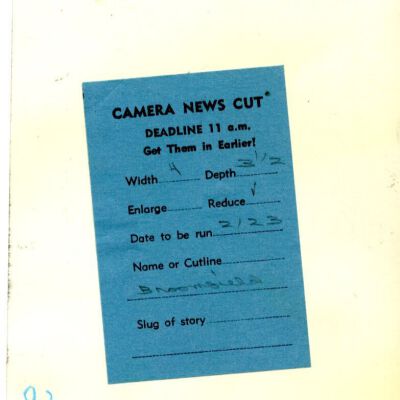 CAMERA NEWS CUT
DEADLINE 11 a.m.
Get Them in Earlier!
Width 4 Depth 3 1/2
Enlarge Reduce ✓
Date to be run 2/23
Name or Cutline
Broomfield
Slug of story